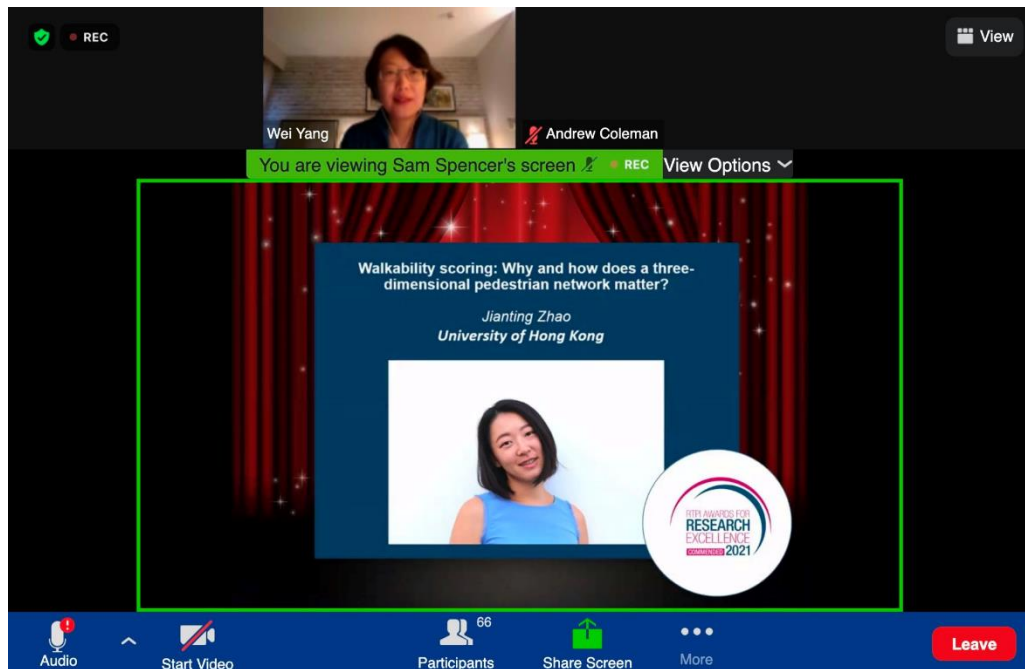 REC
View
Wei Yang
Andrew Coleman
You are viewing Sam Spencer's screen
REC
View Options
Walkability scoring: Why and how does a three-
dimensional pedestrian network matter?
Jianting Zhao
University of Hong Kong
RTPI AWARDS FOR
RESEARCH
EXCELLENCE
COMMENDED 2021
66
Audio
Start Video
Participants
Share Screen
More
Leave